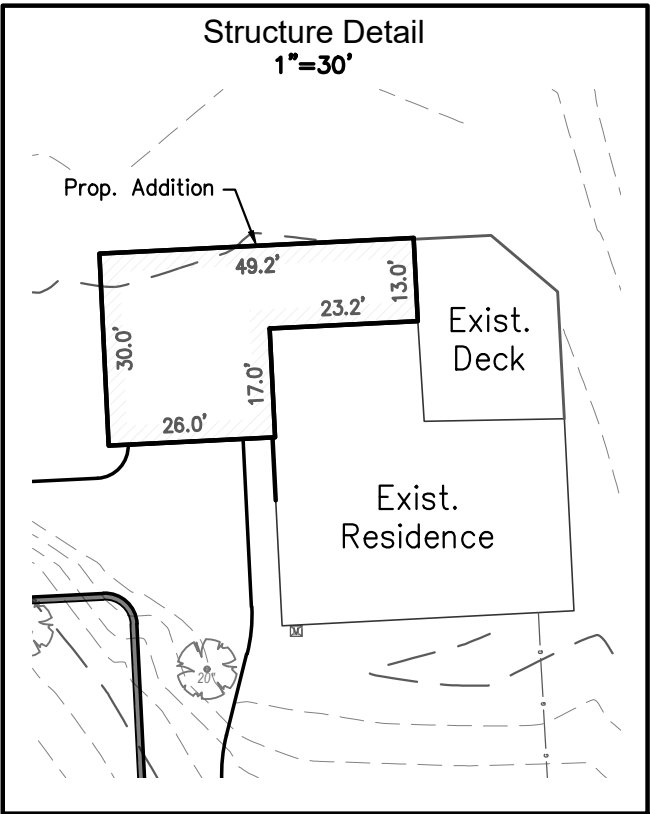 Structure Detail
1"=30'
Prop. Addition
49.2'
13.0'
23.2'
30.0'
17.0'
26.0'
Exist.
Deck
Exist.
Residence
M
20"
G
G
G